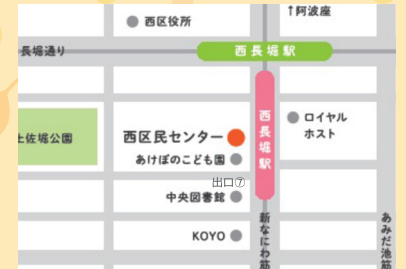 ↑阿波座
西区役所
長堀通り
西長堀駅
西長堀駅
ロイヤル
ホスト
土佐堀公園
西区民センター
あけぼのこども園
出口⑦
中央図書館
新なにわ筋
あみだ池筋
KOYO